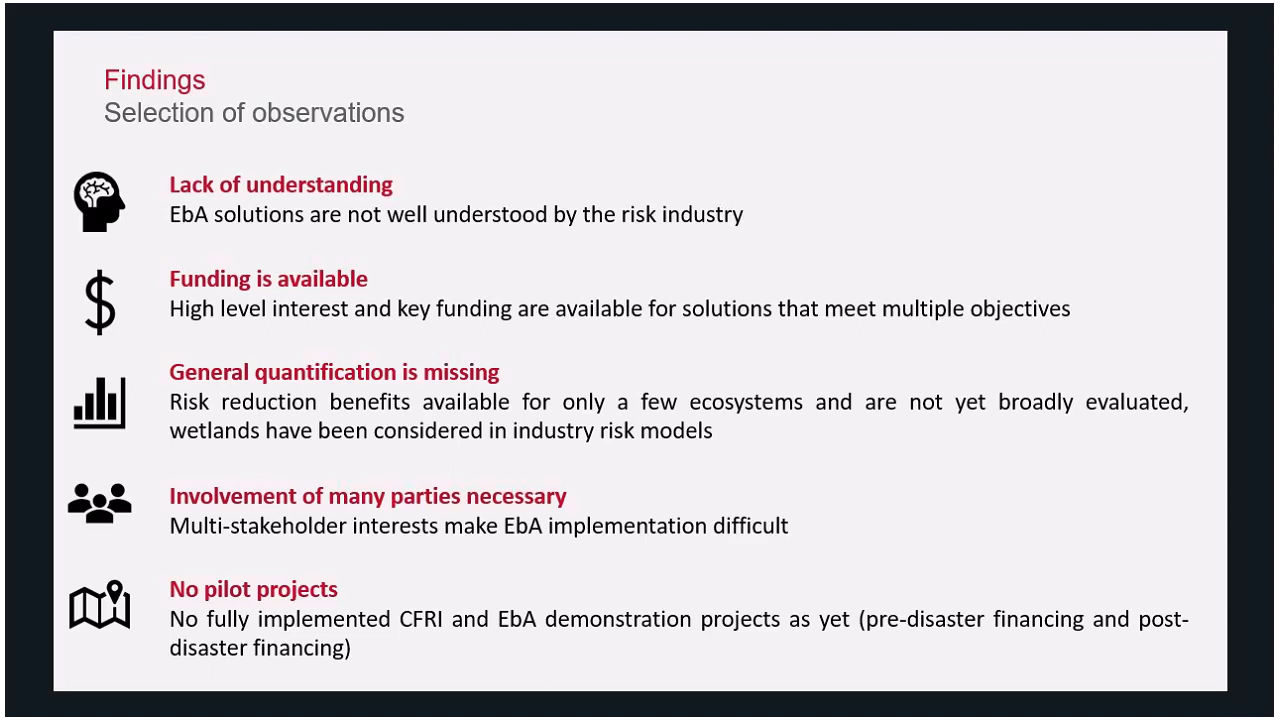 Findings
Selection of observations
Lack of understanding
EbA solutions are not well understood by the risk industry
Funding is available
High level interest and key funding are available for solutions that meet multiple objectives
General quantification is missing
Risk reduction benefits available for only a few ecosystems and are not yet broadly evaluated,
wetlands have been considered in industry risk models
Involvement of many parties necessary
Multi-stakeholder interests make EbA implementation difficult
No pilot projects
No fully implemented CFRI and EbA demonstration projects as yet (pre-disaster financing and post-
disaster financing)